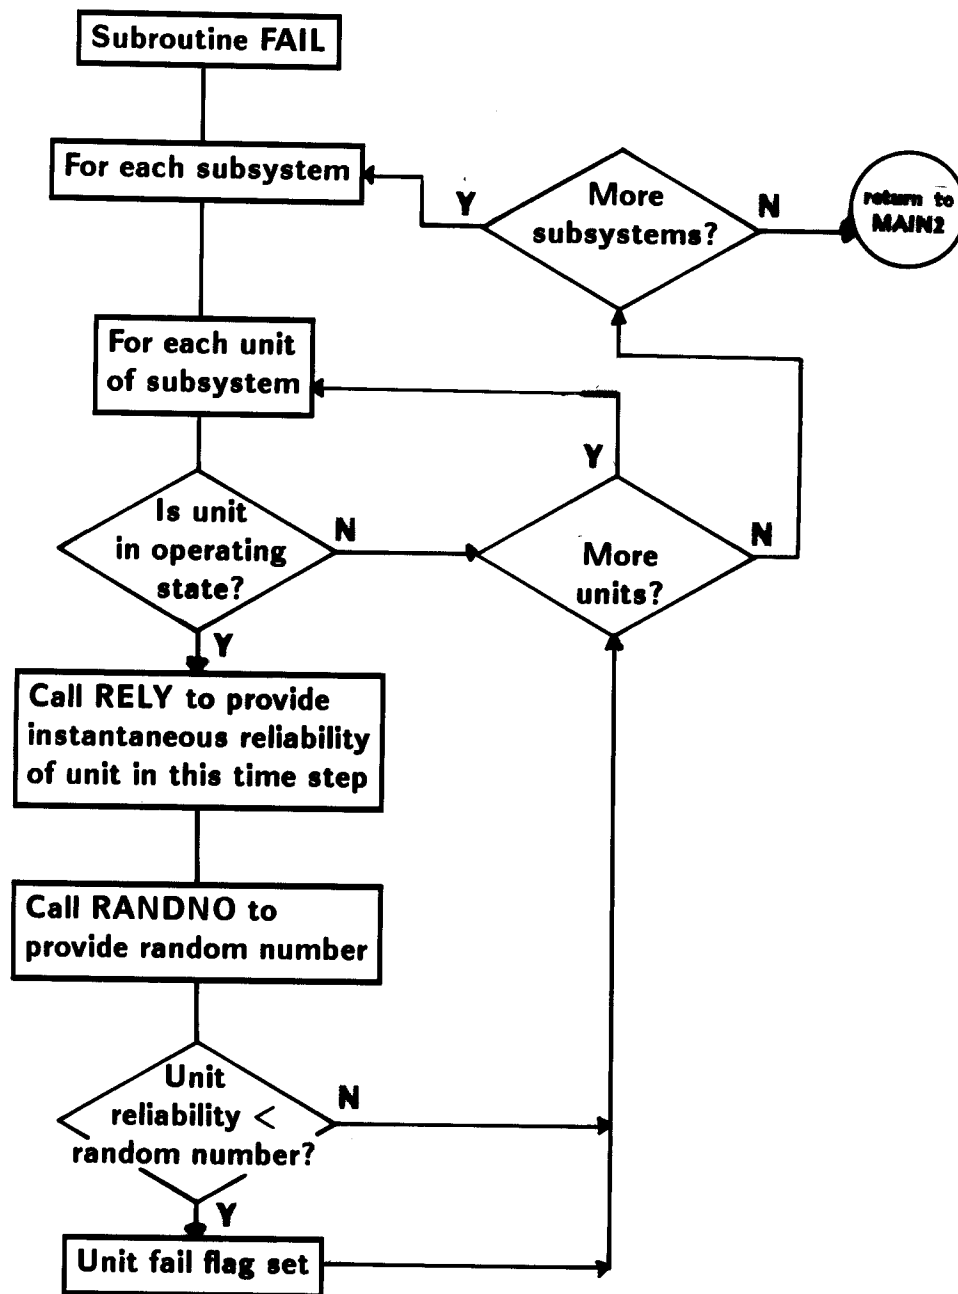 Subroutine FAIL
For each subsystem
More
subsystems?
Y
N
return to
MAIN2
For each unit
of subsystem
Is unit
in operating
state?
N
Y
More
units?
Y
N
Call RELY to provide
instantaneous reliability
of unit in this time step
Call RANDNO to
provide random number
Unit
reliability <
random number?
N
Y
Unit fail flag set